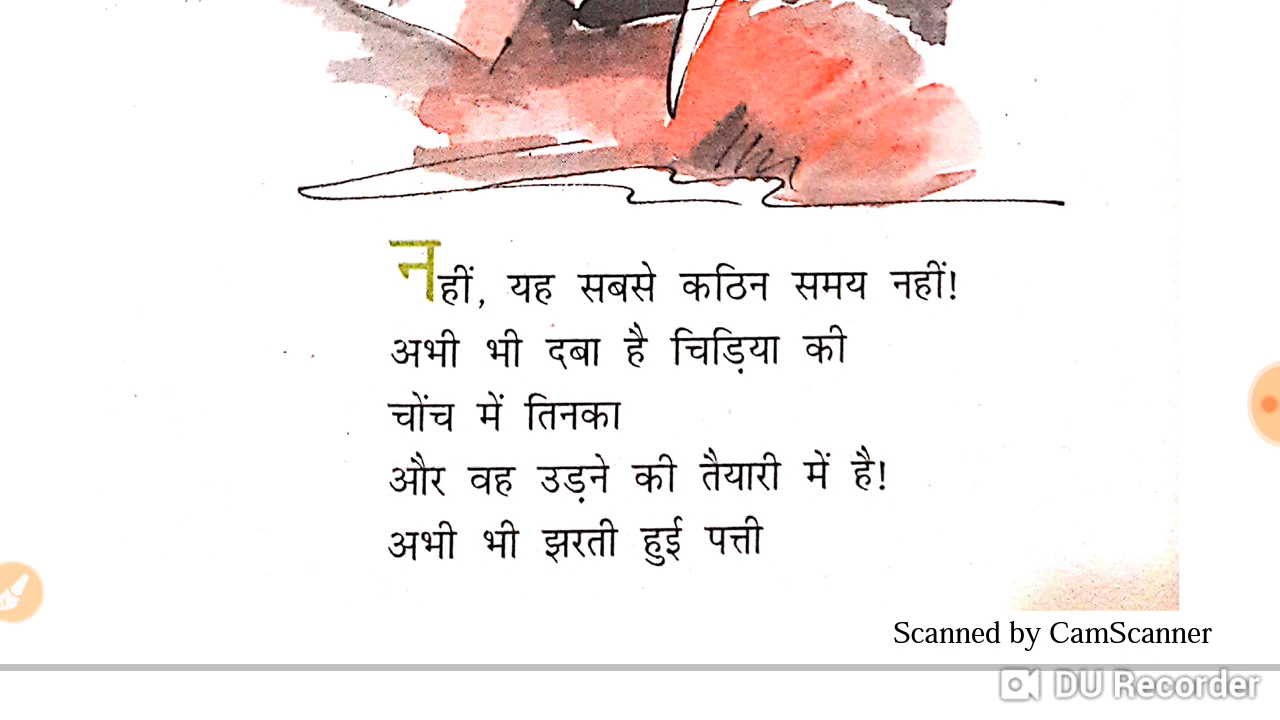 नहीं, यह सबसे कठिन समय नहीं!
अभी भी दबा है चिड़िया की
चोंच में तिनका
और वह उड़ने की तैयारी में है!
अभी भी झरती हुई पत्ती
Scanned by CamScanner
DU Recorder